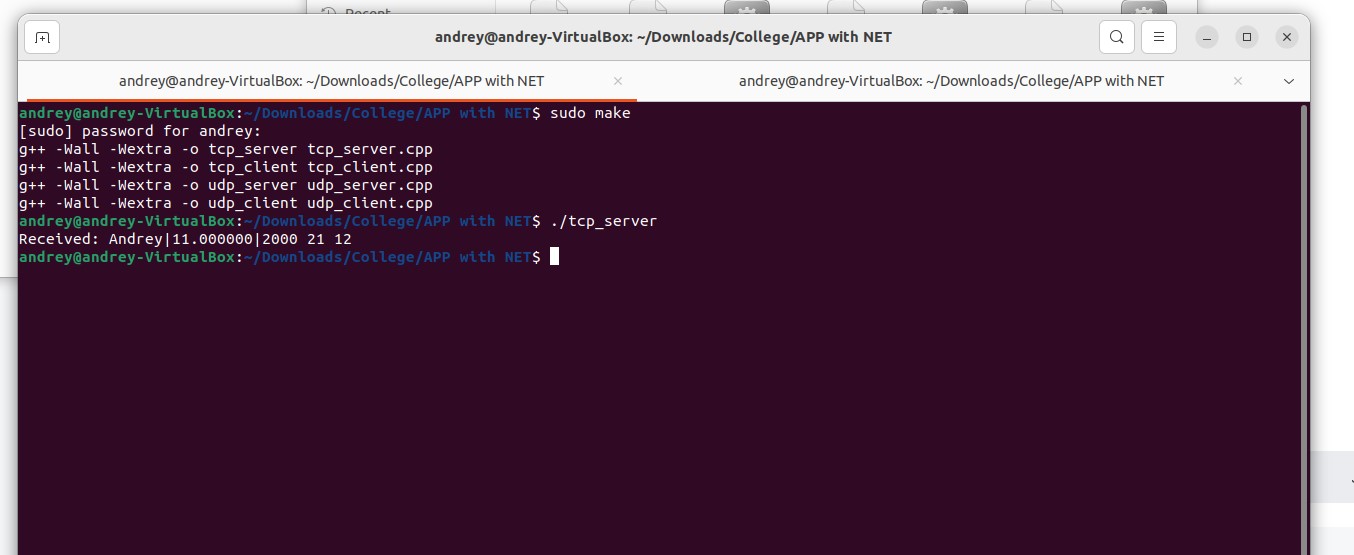 Recent
andrey@andrey-VirtualBox: ~/Downloads/College/APP with NET
andrey@andrey-VirtualBox: ~/Downloads/College/APP with NET × andrey@andrey-VirtualBox: ~/Downloads/College/APP with NET ×
andrey@andrey-VirtualBox:~/Downloads/College/APP with NET$ sudo make
[sudo] password for andrey:
g++ -Wall -Wextra -o tcp_server tcp_server.cpp
g++ -Wall -Wextra -o tcp_client tcp_client.cpp
g++ -Wall -Wextra -o udp_server udp_server.cpp
g++ -Wall -Wextra -o udp_client udp_client.cpp
andrey@andrey-VirtualBox:~/Downloads/College/APP with NET$ ./tcp_server
Received: Andrey|11.000000|2000 21 12
andrey@andrey-VirtualBox:~/Downloads/College/APP with NET$